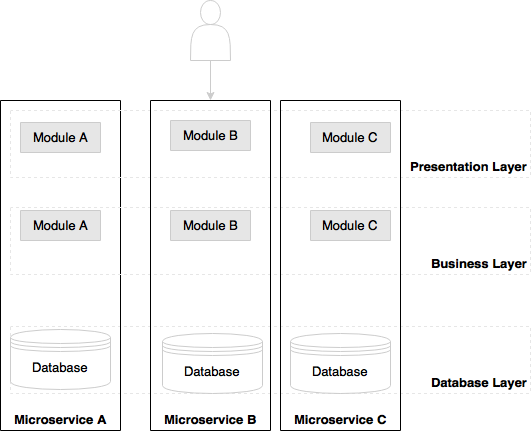 Module A
Module B
Module C
Presentation Layer
Module A
Module B
Module C
Business Layer
Database
Database
Database
Database Layer
Microservice A
Microservice B
Microservice C